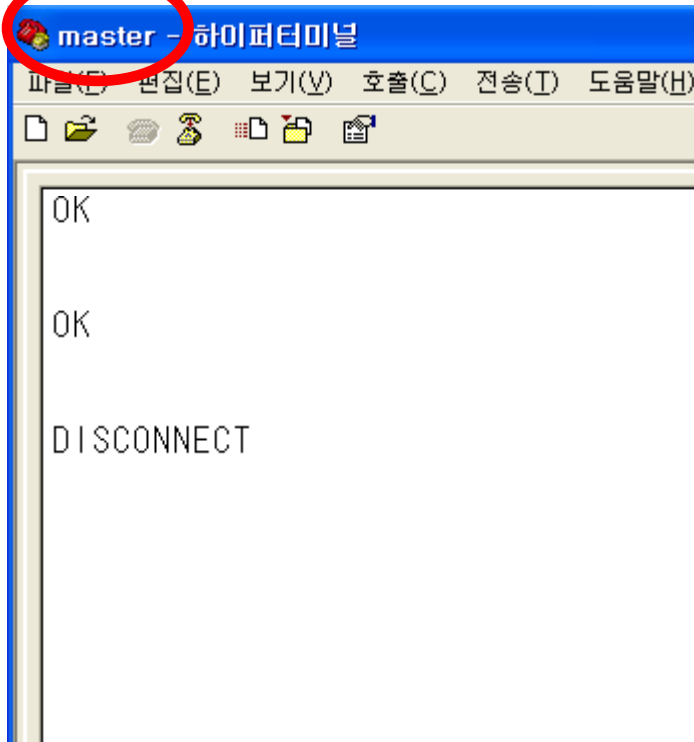 master - 하이퍼터미널
파일(F) 편집(E) 보기(V) 호출(C) 전송(T) 도움말(H)
OK
OK
DISCONNECT